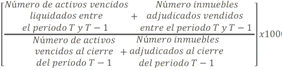 Número de activos vencidos Número inmuebles
liquidados entre + adjudicados vendidos
el periodo T y T − 1 entre el periodo T y T − 1
x100
Número de activos Número inmuebles
vencidos al cierre + adjudicados al cierre
del periodo T − 1 del periodo T − 1